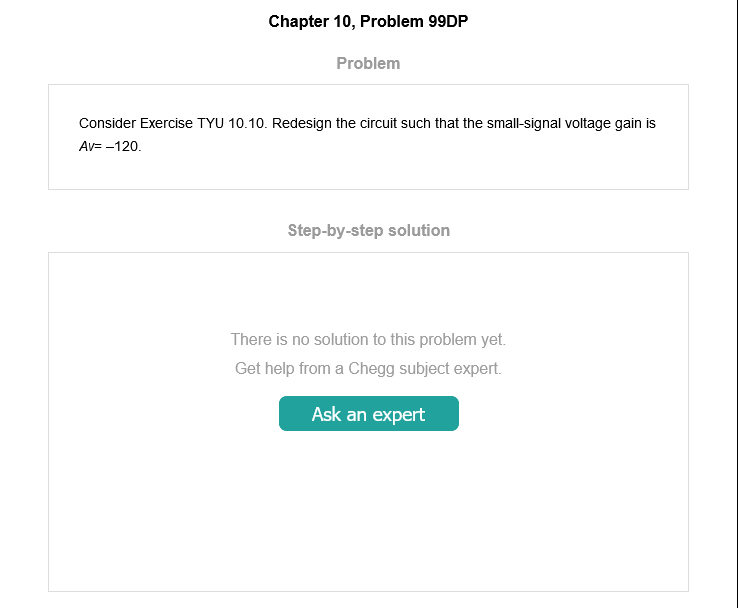 Chapter 10, Problem 99DP
Problem
Consider Exercise TYU 10.10. Redesign the circuit such that the small-signal voltage gain is
Av= –120.
Step-by-step solution
There is no solution to this problem yet.
Get help from a Chegg subject expert.
Ask an expert